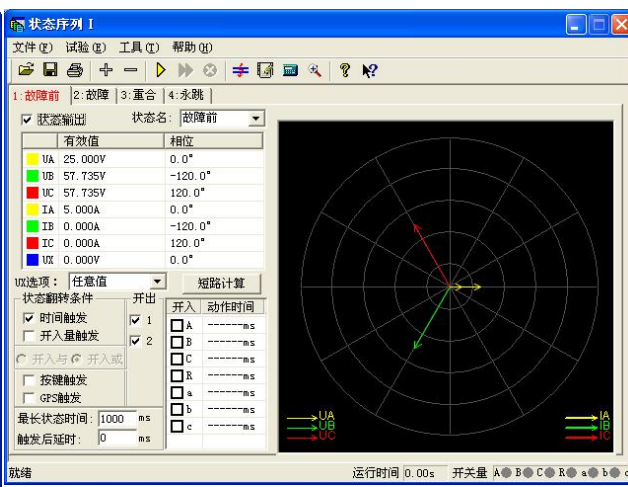 状态序列 I
文件(F) 试验(E) 工具(T) 帮助(H)
1:故障前 2:故障 3:重合 4:永跳
状态输出 状态名: 故障前
有效值 相位
UA 25.000V 0.0°
UB 57.735V -120.0°
UC 57.735V 120.0°
IA 5.000A 0.0°
IB 0.000A -120.0°
IC 0.000A 120.0°
UX 0.000V 0.0°
UX选项: 任意值 短路计算
状态翻转条件 开出 开入 动作时间
时间触发 1 A ------ms
开入量触发 2 B ------ms
开入与 开入或 C ------ms
R ------ms
按键触发 a ------ms
GPS触发 b ------ms
最长状态时间: 1000 ms c ------ms
触发后延时: 0 ms
UA IA
UB IB
UC IC
就绪 运行时间 0.00s 开关量 A B C R a b c